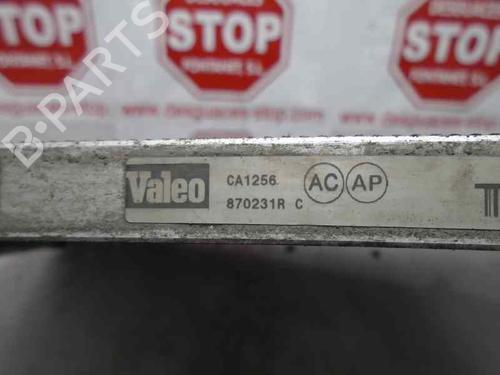 STOP
STOP
STOP
B-PARTS
Valeo
CA1256
AC
AP
870231R C